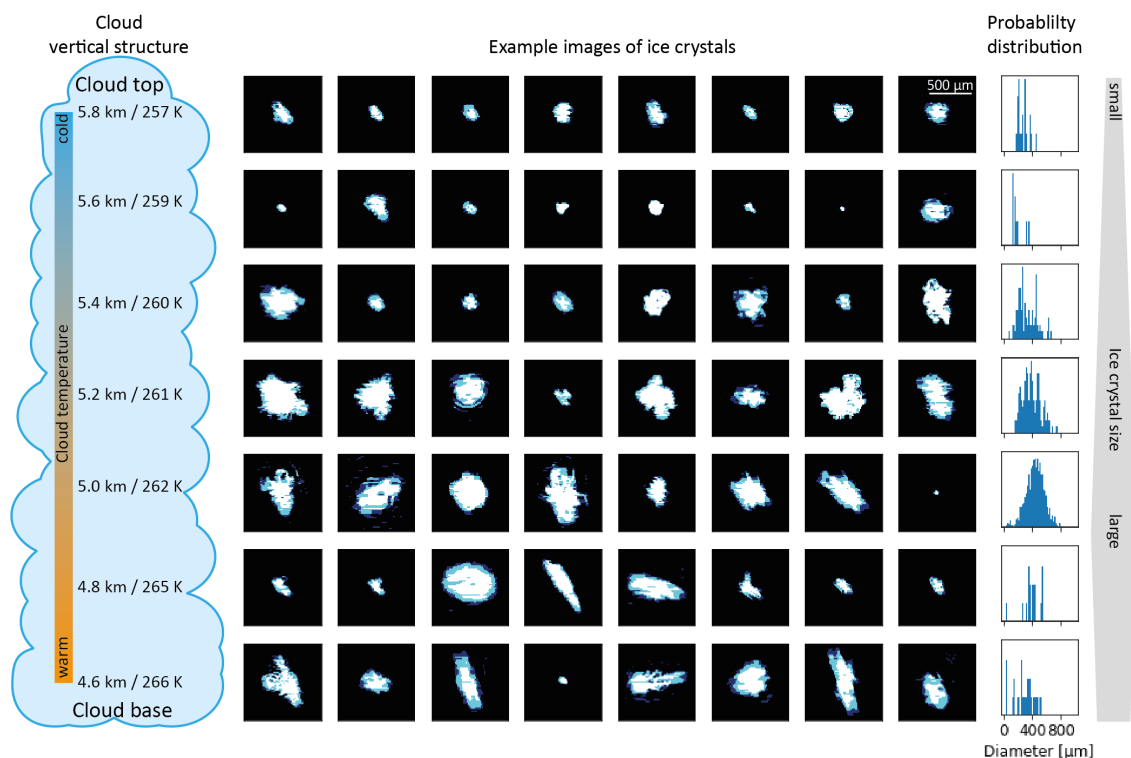 Cloud
vertical structure
Example images of ice crystals
Probablilty
distribution
Cloud top
5.8 km / 257 K
5.6 km / 259 K
5.4 km / 260 K
5.2 km / 261 K
5.0 km / 262 K
4.8 km / 265 K
4.6 km / 266 K
Cloud base
cold
Cloud temperature
warm
500 µm
small
Ice crystal size
large
0 400 800
Diameter [µm]